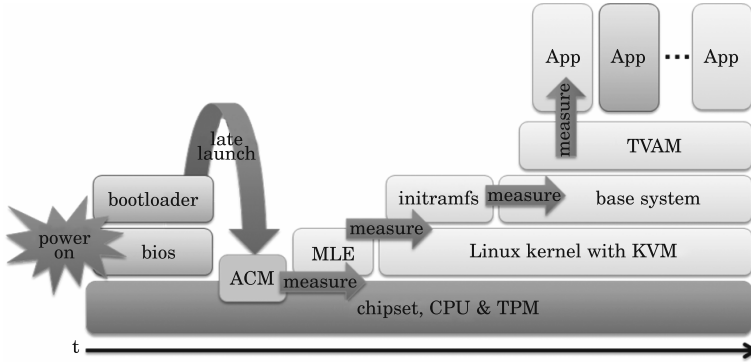 App
App
...
App
measure
TVAM
late
launch
bootloader
initramfs
measure
base system
power
on
bios
MLE
measure
Linux kernel with KVM
ACM
measure
chipset, CPU & TPM
t